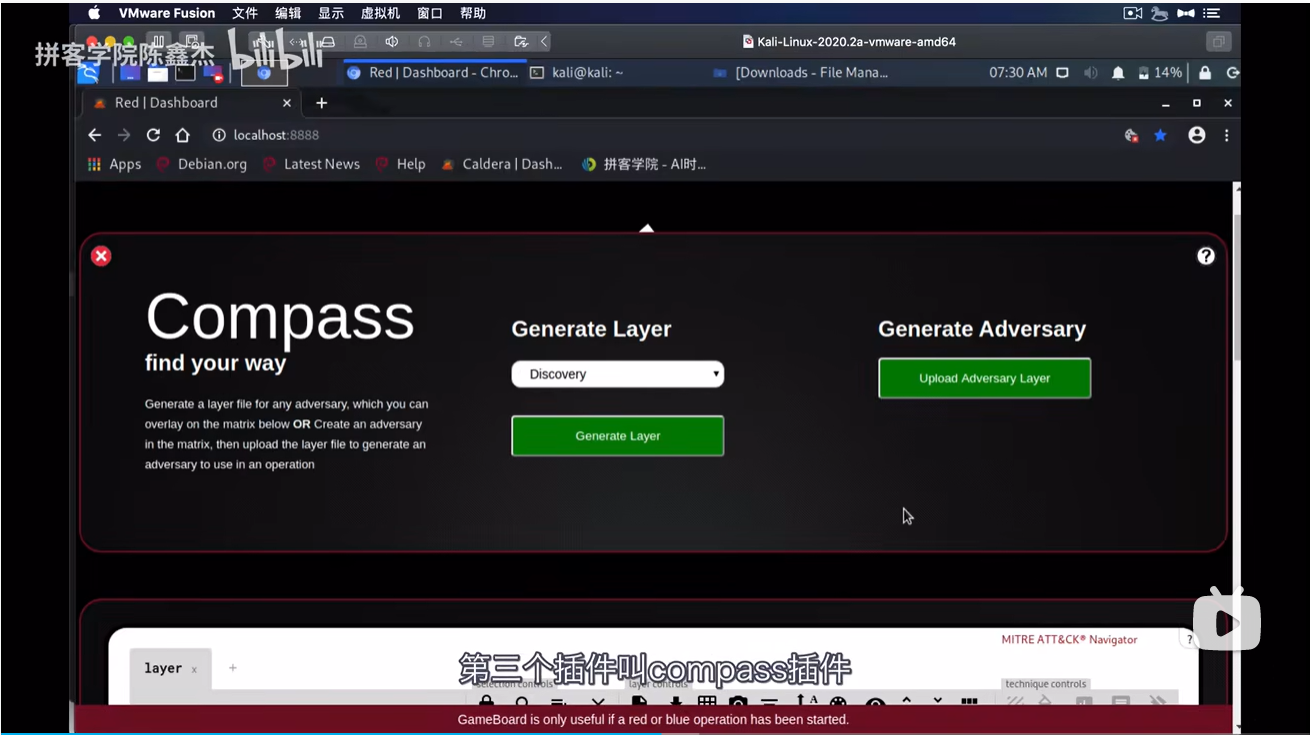 VMware Fusion 文件 编辑 显示 虚拟机 窗口 帮助
拼客学院陈鑫杰 bilibili
Kali-Linux-2020.2a-vmware-amd64
Red | Dashboard - Chro... kali@kali: ~ [Downloads - File Mana... 07:30 AM 14%
Red | Dashboard
localhost:8888
Apps Debian.org Latest News Help Caldera | Dash... 拼客学院 - AI时...
Compass
find your way
Generate a layer file for any adversary, which you can
overlay on the matrix below OR Create an adversary
in the matrix, then upload the layer file to generate an
adversary to use in an operation
Generate Layer
Discovery
Generate Layer
Generate Adversary
Upload Adversary Layer
MITRE ATT&CK® Navigator
?
layer x +
第三个插件叫compass插件
selection controls layer controls technique controls
GameBoard is only useful if a red or blue operation has been started.